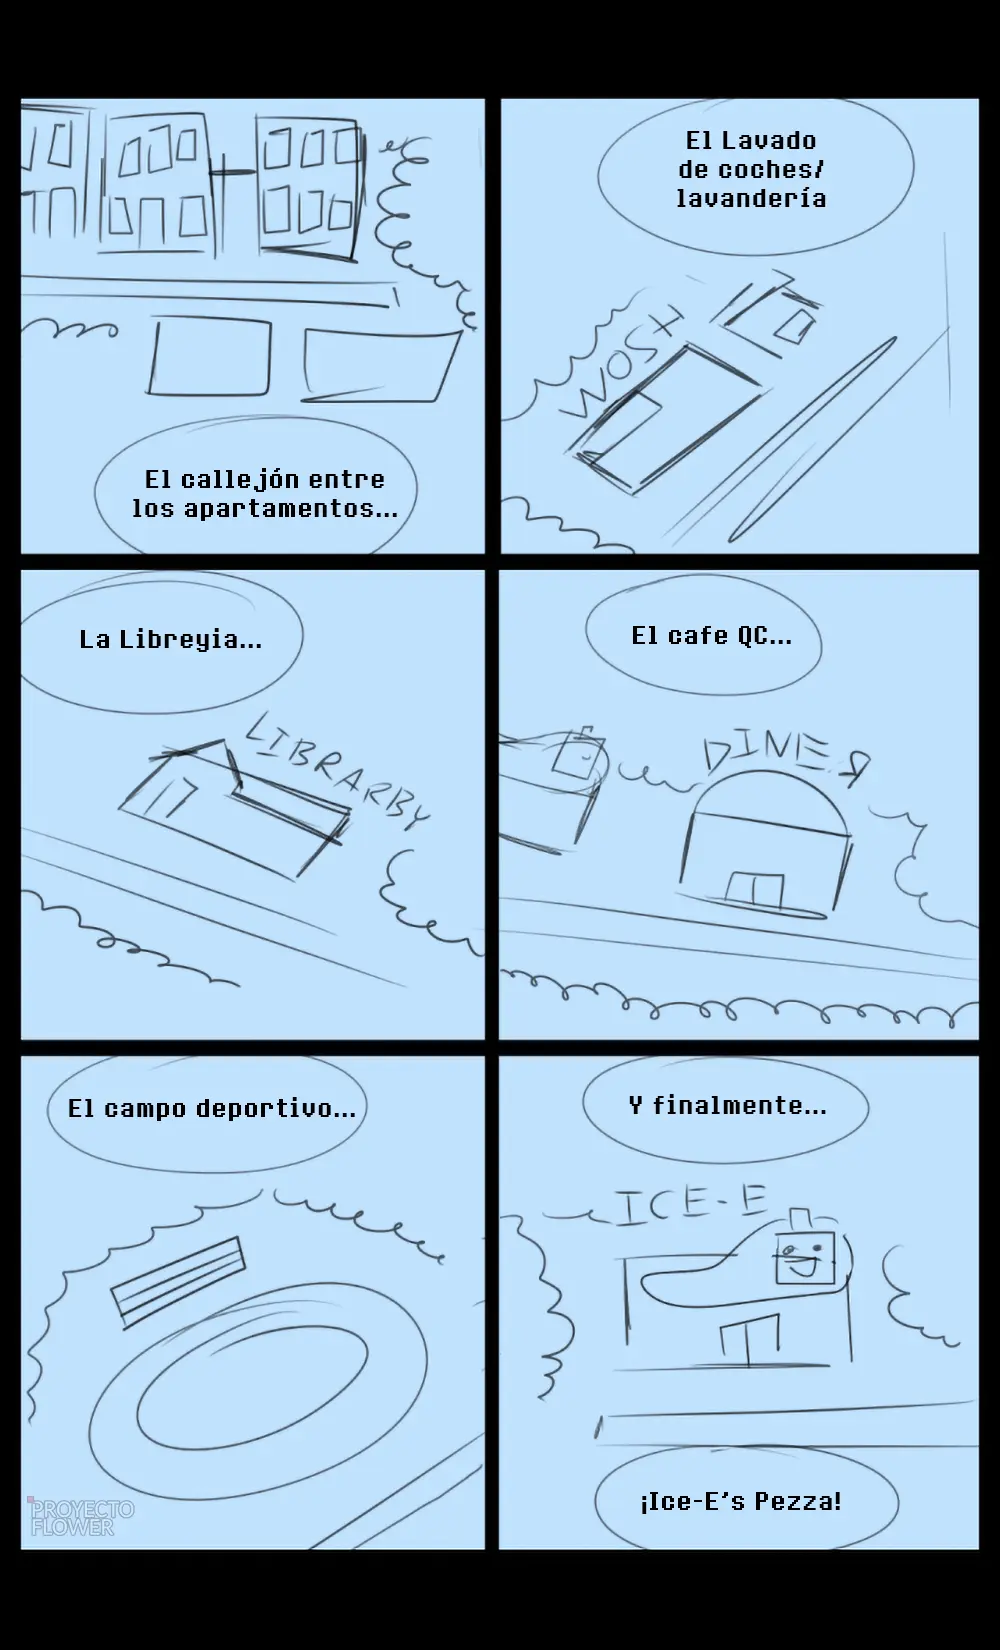 El callejón entre
los apartamentos...
El Lavado
de coches/
lavandería
WOSH
La Libreyia...
LIBRARBY
El cafe QC...
DINER
El campo deportivo...
PROYECTO
FLOWER
Y finalmente...
ICE-E
¡Ice-E's Pezza!